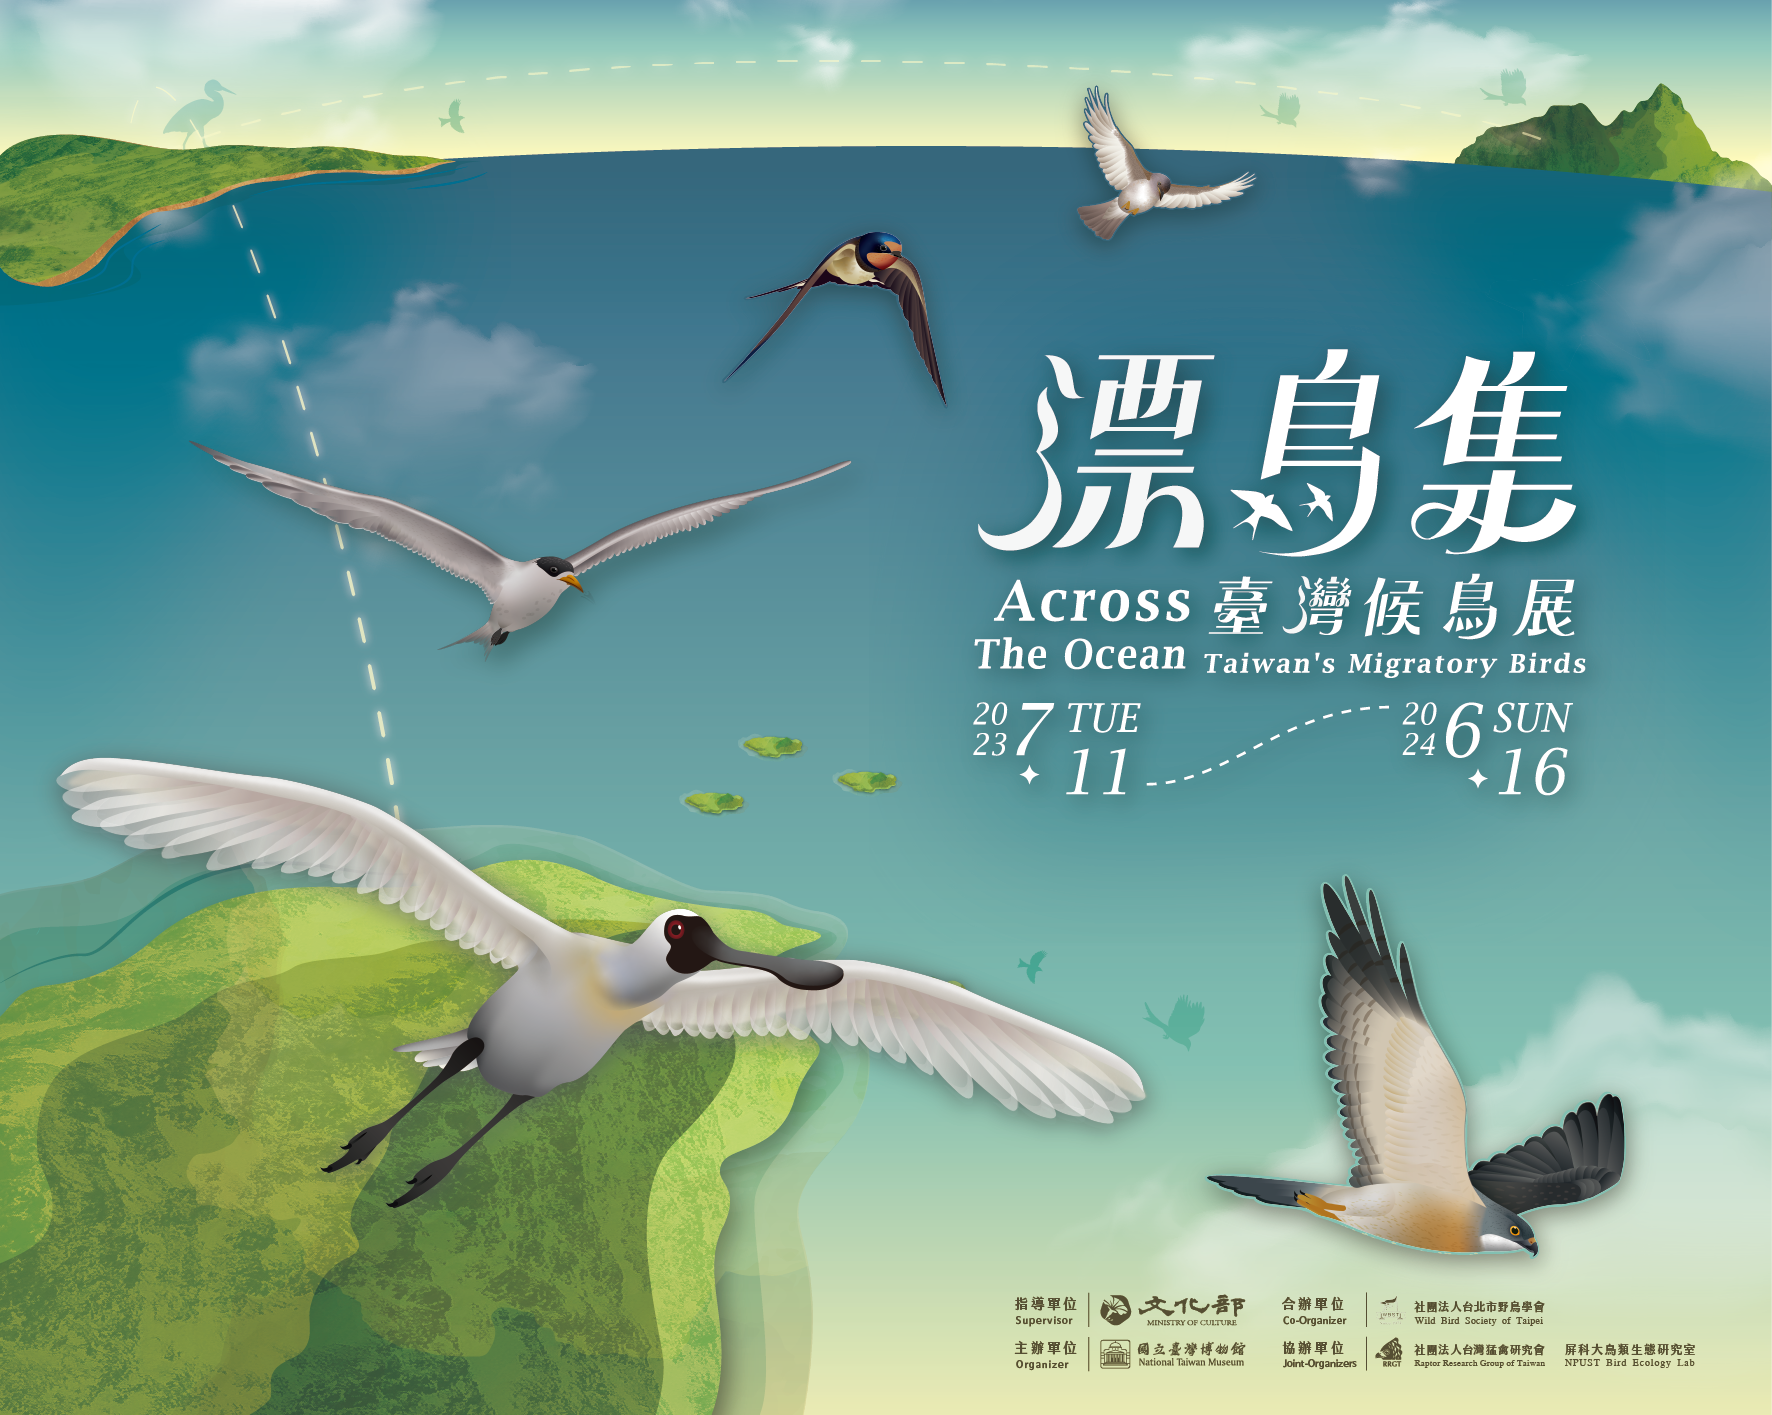 漂鳥集
Across
The Ocean
臺灣候鳥展
Taiwan's Migratory Birds
2023 7 TUE 11
2024 6 SUN 16
指導單位
Supervisor
文化部
MINISTRY OF CULTURE
合辦單位
Co-Organizer
社團法人台北市野鳥學會
Wild Bird Society of Taipei
主辦單位
Organizer
國立臺灣博物館
National Taiwan Museum
協辦單位
Joint-Organizers
RRGT
社團法人台灣猛禽研究會
Raptor Research Group of Taiwan
屏科大鳥類生態研究室
NPUST Bird Ecology Lab